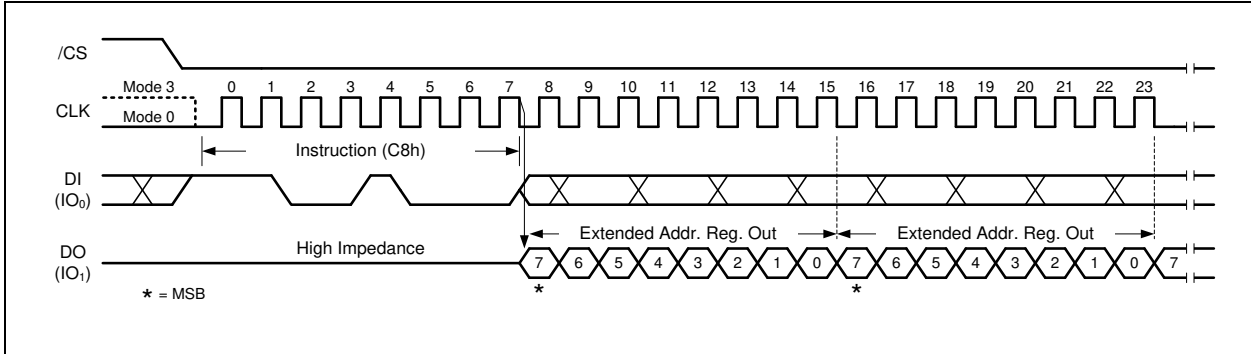 /CS
Mode 3 0 1 2 3 4 5 6 7 8 9 10 11 12 13 14 15 16 17 18 19 20 21 22 23
CLK
Mode 0
Instruction (C8h)
DI
(IO0)
Extended Addr. Reg. Out Extended Addr. Reg. Out
High Impedance
DO
(IO1)
7 6 5 4 3 2 1 0 7 6 5 4 3 2 1 0 7
* *
* = MSB